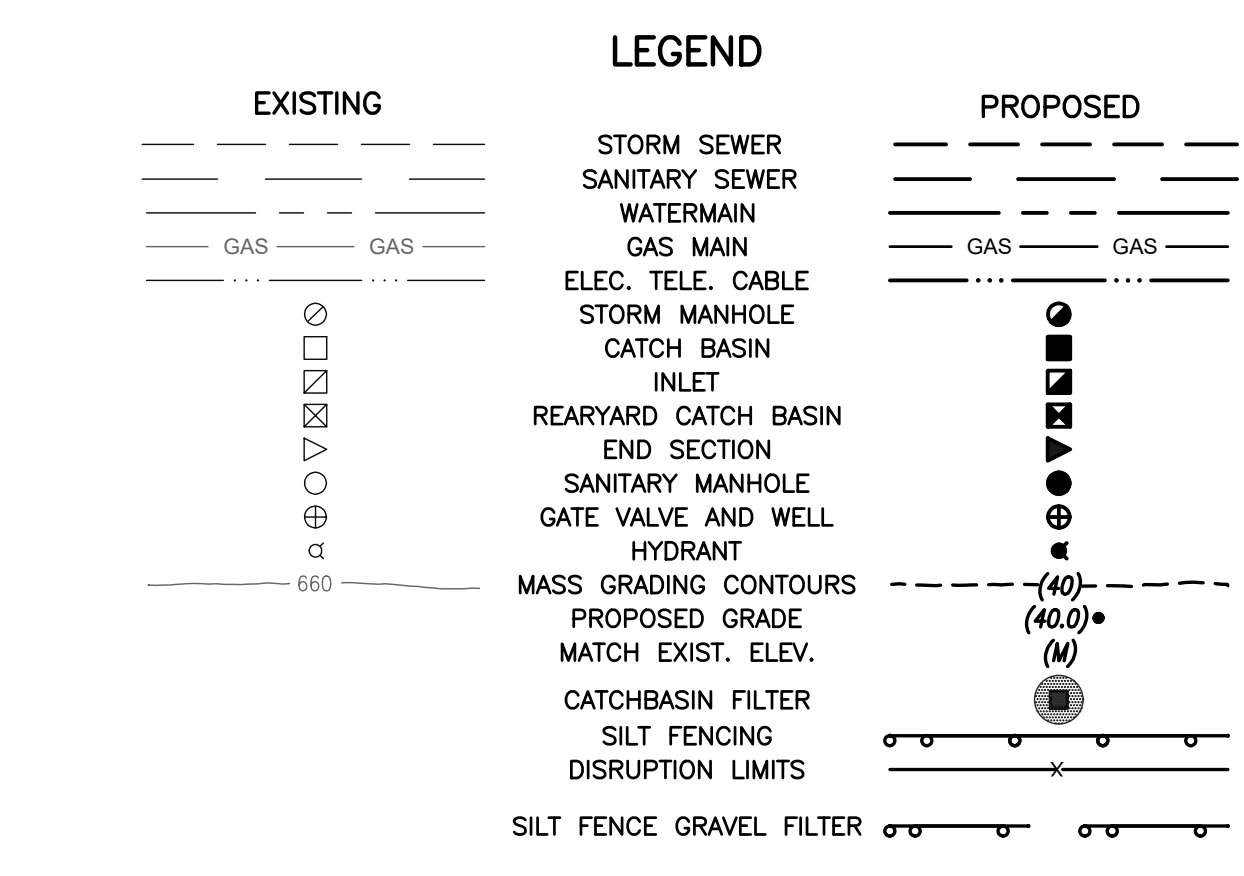 LEGEND
EXISTING PROPOSED
STORM SEWER
SANITARY SEWER
WATERMAIN
GAS GAS GAS MAIN GAS GAS
ELEC. TELE. CABLE
STORM MANHOLE
CATCH BASIN
INLET
REARYARD CATCH BASIN
END SECTION
SANITARY MANHOLE
GATE VALVE AND WELL
HYDRANT
660 MASS GRADING CONTOURS (40)
PROPOSED GRADE (40.0)
MATCH EXIST. ELEV. (M)
CATCHBASIN FILTER
SILT FENCING
DISRUPTION LIMITS X
SILT FENCE GRAVEL FILTER